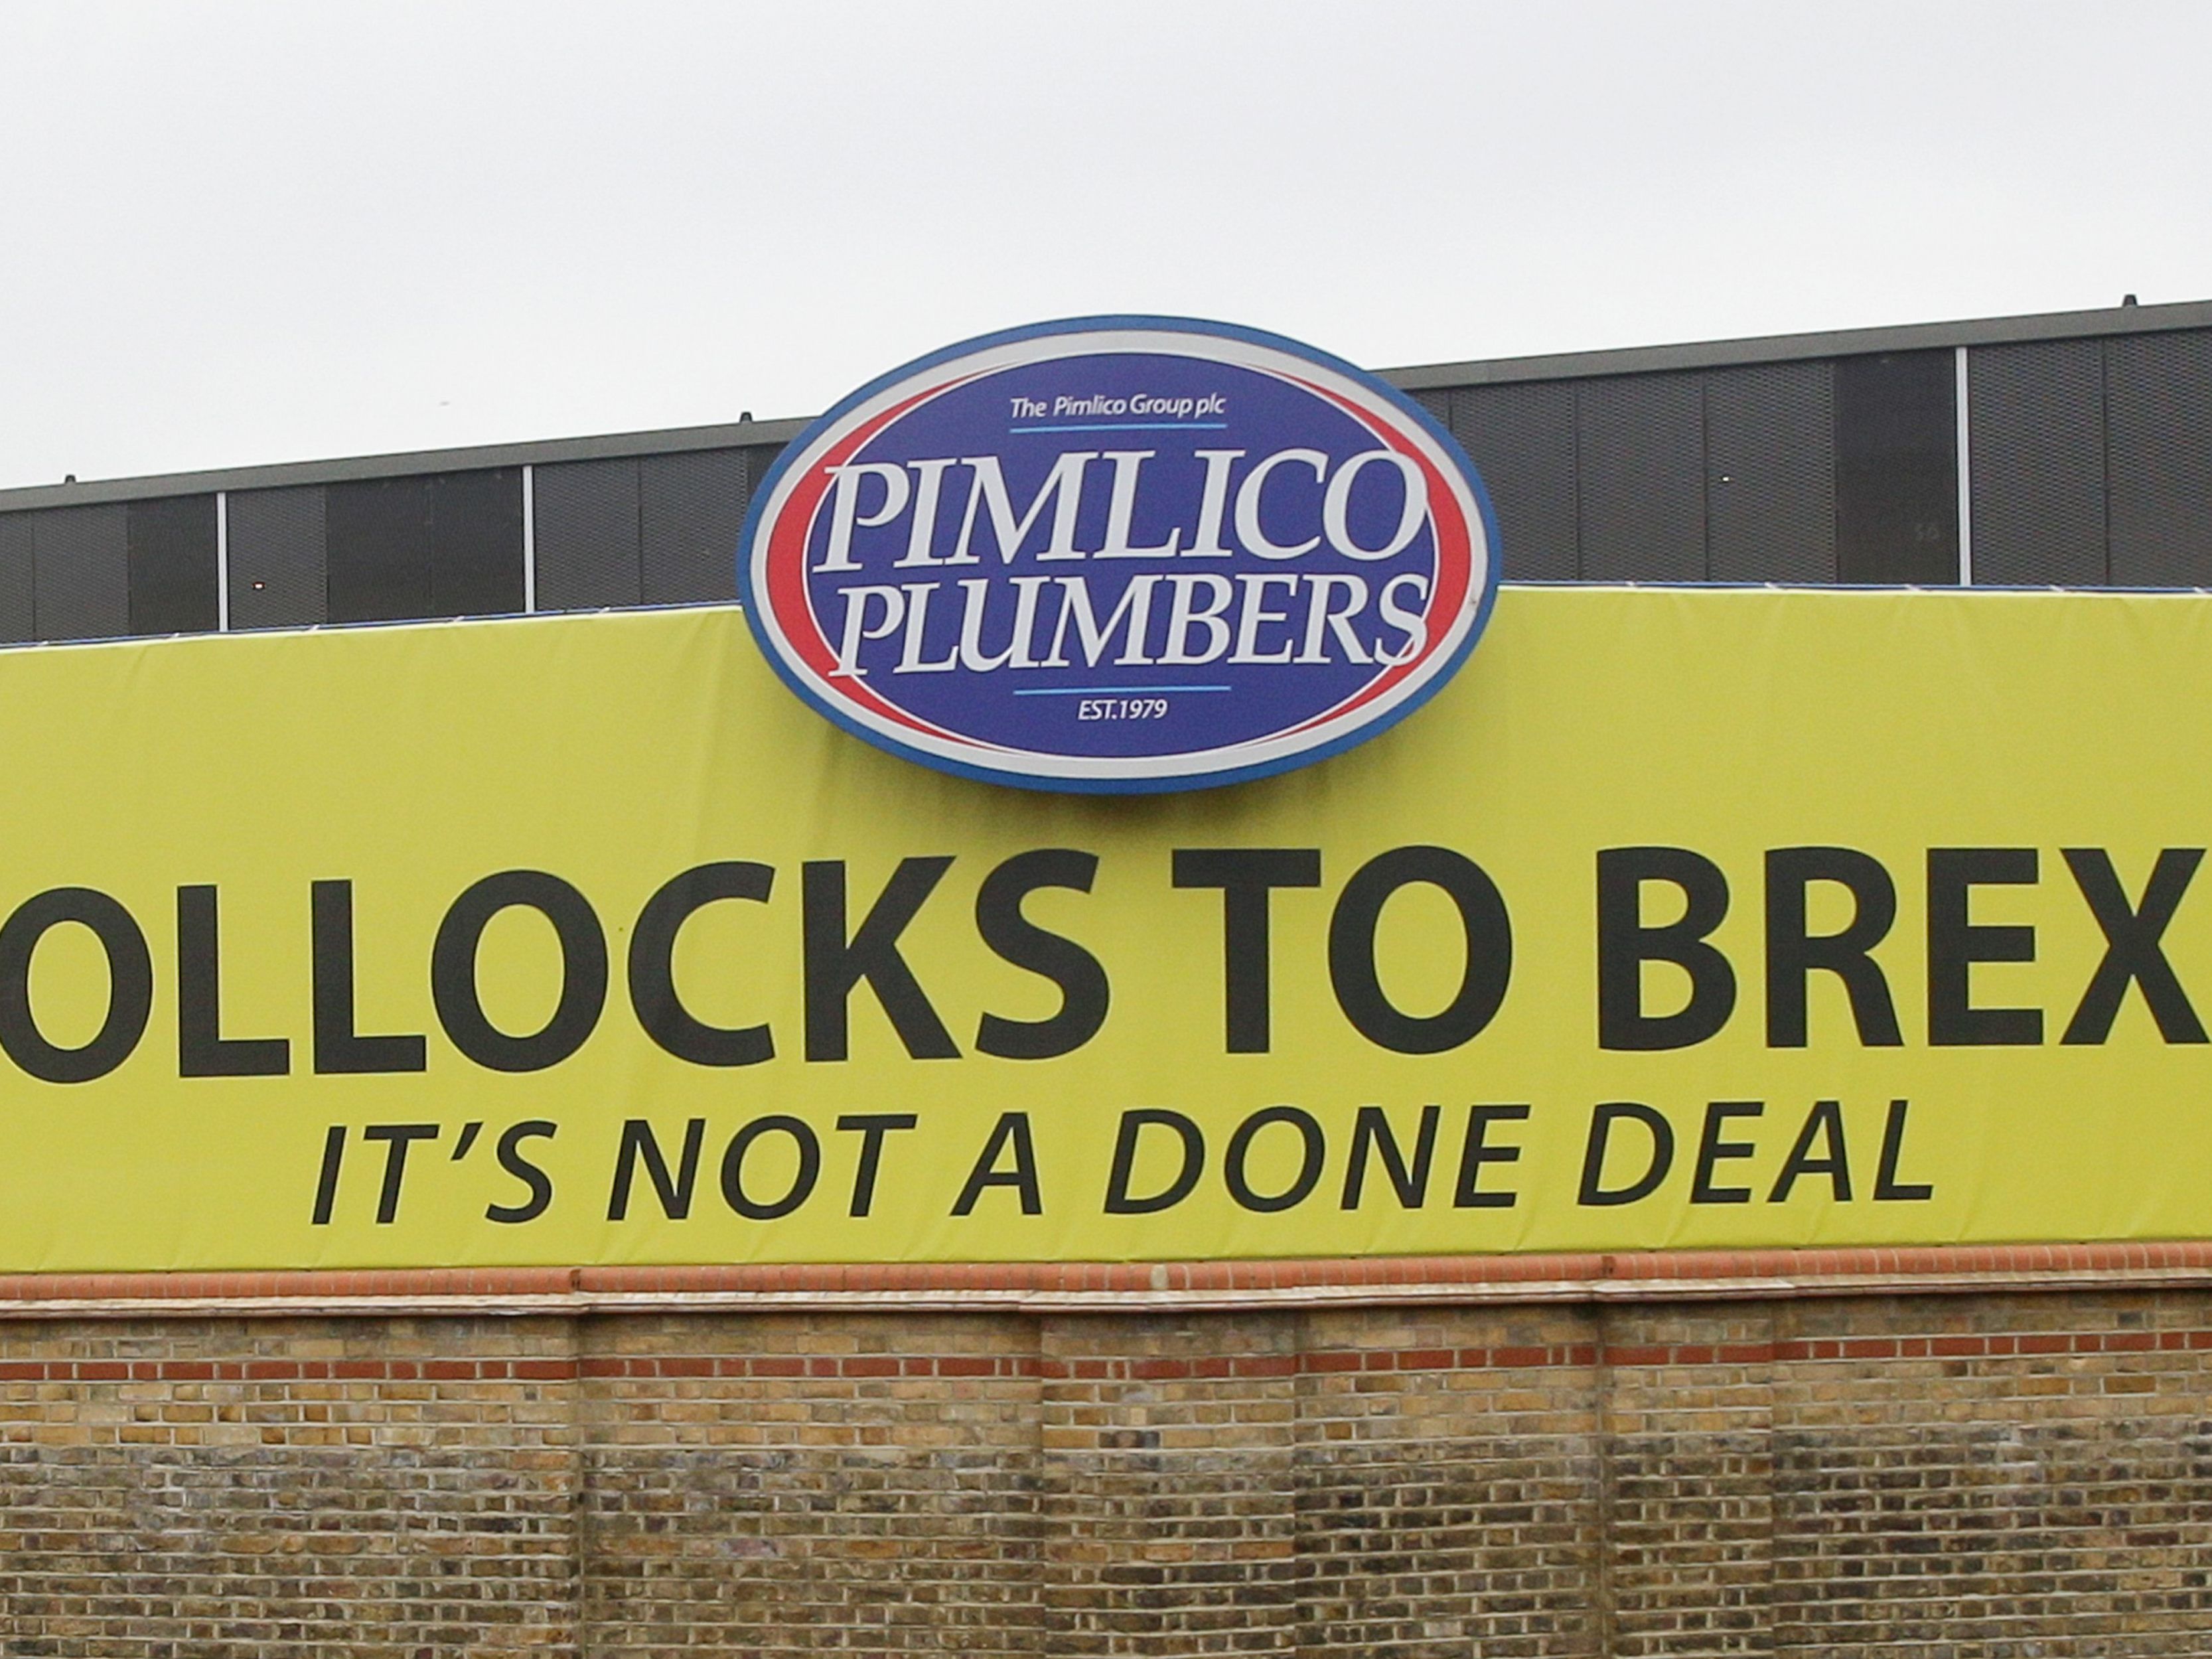 The Pimlico Group plc
PIMLICO
PLUMBERS
EST.1979
OLLOCKS TO BREX
IT'S NOT A DONE DEAL